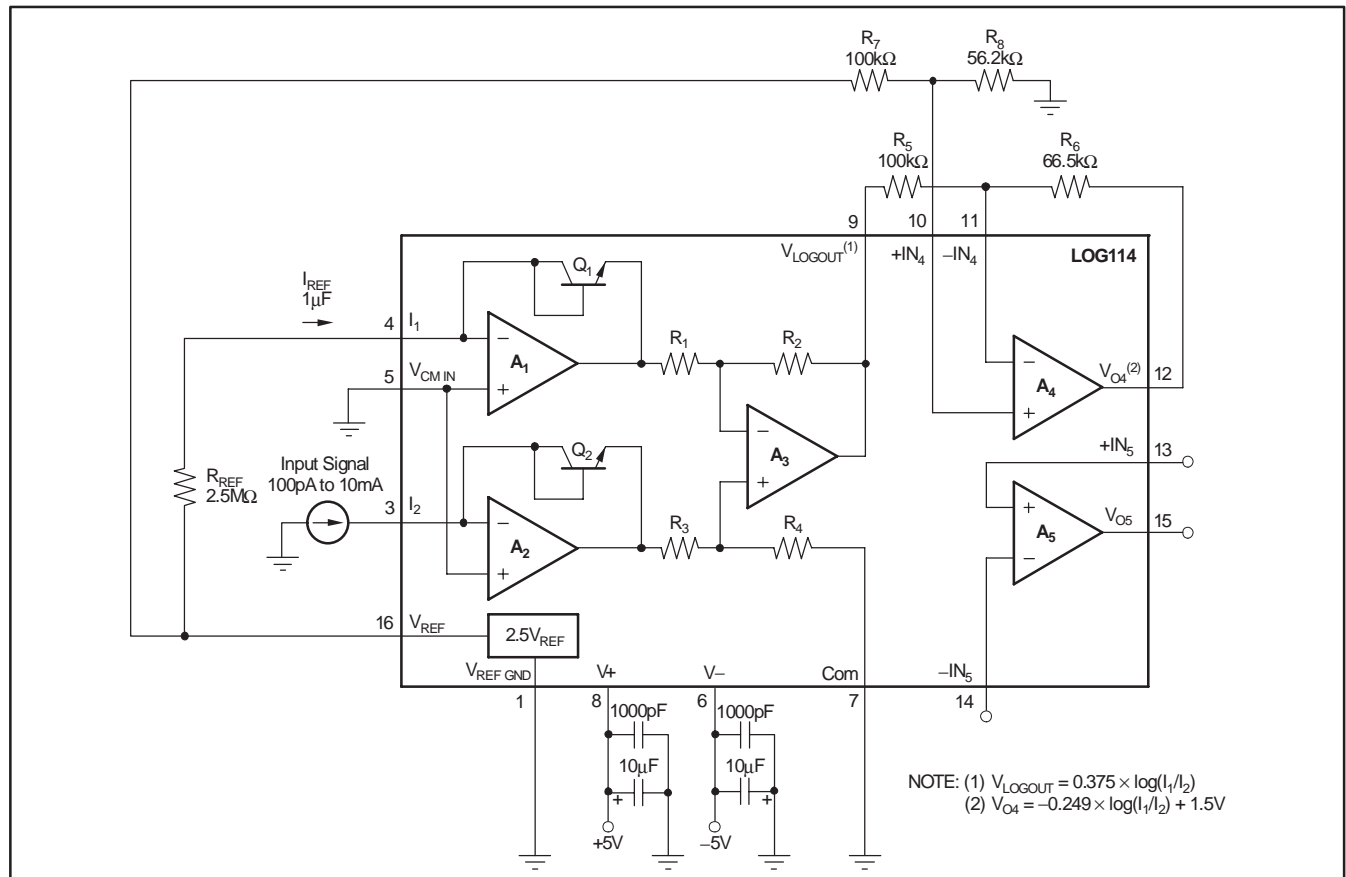 R7
100kΩ
R8
56.2kΩ
R5
100kΩ
R6
66.5kΩ
9
10
11
VLOGOUT(1)
+IN4
–IN4
LOG114
Q1
IREF
1µF
4
I1
A1
R1
R2
5
VCM IN
A4
VO4(2)
12
+IN5
13
Q2
A3
RREF
2.5MΩ
Input Signal
100pA to 10mA
3
I2
A2
R3
R4
A5
VO5
15
16
VREF
2.5VREF
VREF GND
V+
V–
Com
–IN5
1
8
6
7
14
1000pF
1000pF
10µF
10µF
+
+
+5V
–5V
NOTE: (1) VLOGOUT = 0.375 × log(I1/I2)
(2) VO4 = –0.249 × log(I1/I2) + 1.5V